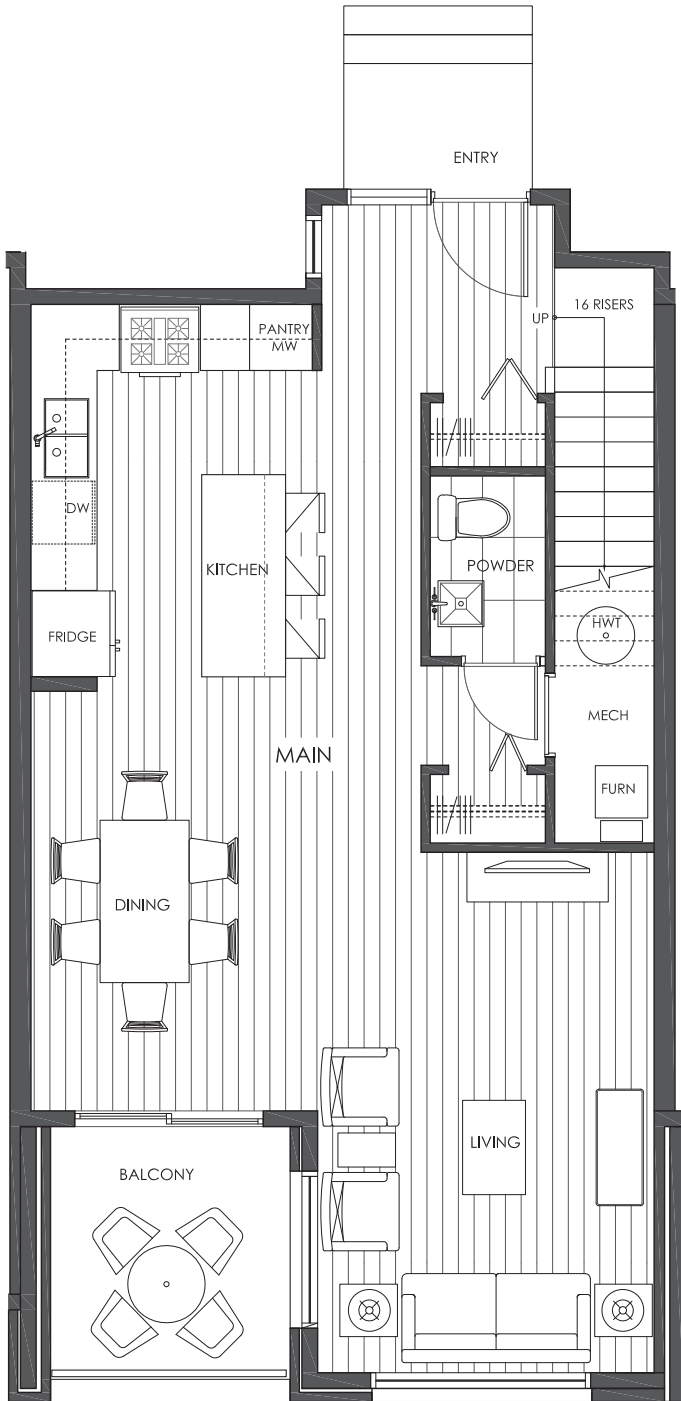 ENTRY
16 RISERS
UP
PANTRY
MW
DW
KITCHEN
POWDER
FRIDGE
HWT
MECH
MAIN
FURN
DINING
LIVING
BALCONY